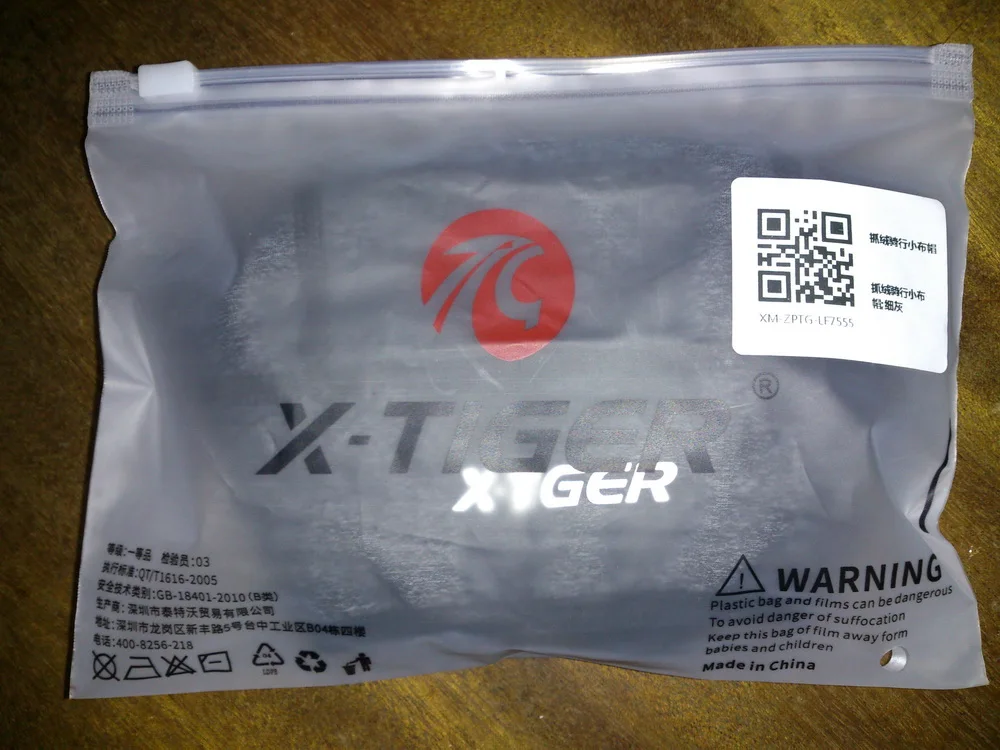 抓绒骑行小布帽
抓绒骑行小布
帽:细灰
XM-ZPTG-LF7555
X-TIGER®
X-TIGER
等级:一等品 检验员:03
执行标准:QT/T1616-2005
安全技术类别:GB-18401-2010(B类)
生产商:深圳市泰特沃贸易有限公司
地址:深圳市龙岗区新丰路5号台中工业区B04栋四楼
电话:400-8256-218
04
WARNING
Plastic bag and films can be dangerous
To avoid danger of suffocation
Keep this bag of film away form
babies and children
Made in China